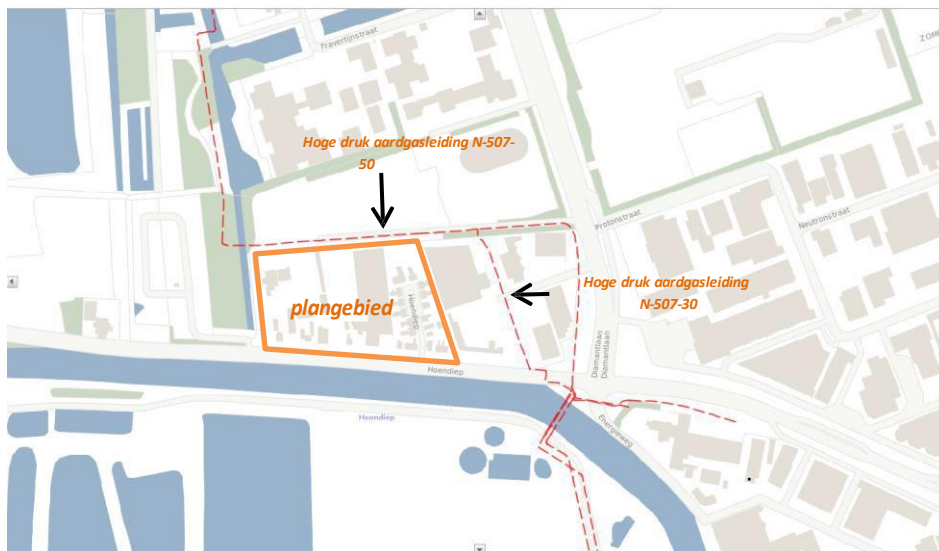 Travertijnstraat
ZOM
Hoge druk aardgasleiding N-507-
50
Protonstraat
Neutronstraat
Hoge druk aardgasleiding
N-507-30
plangebied
Hoendiep
Diamantlaan
Diamantlaan
Hoendiep
Hoendiep
Energieweg